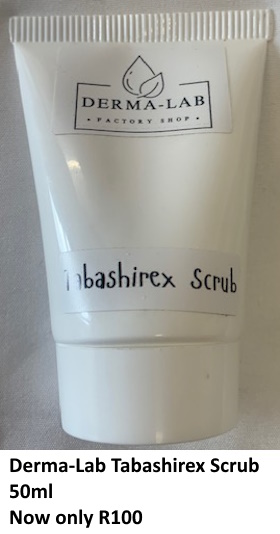 DERMA-LAB
• FACTORY SHOP •
Tabashirex Scrub
Derma-Lab Tabashirex Scrub
50ml
Now only R100